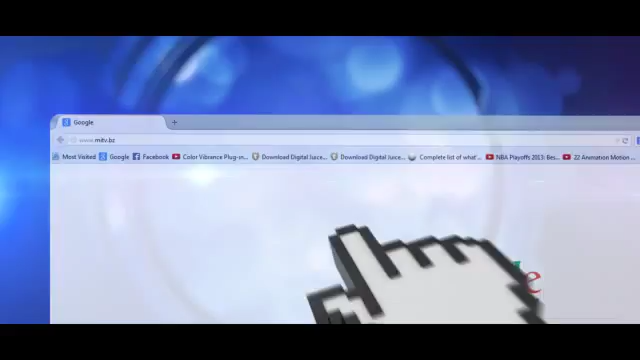 Google
www.mitv.bz
Most Visited Google Facebook Color Vibrance Plug-in... Download Digital Juice... Download Digital Juice... Complete list of what'... NBA Playoffs 2013: Bes... 22 Animation Motion ...
e